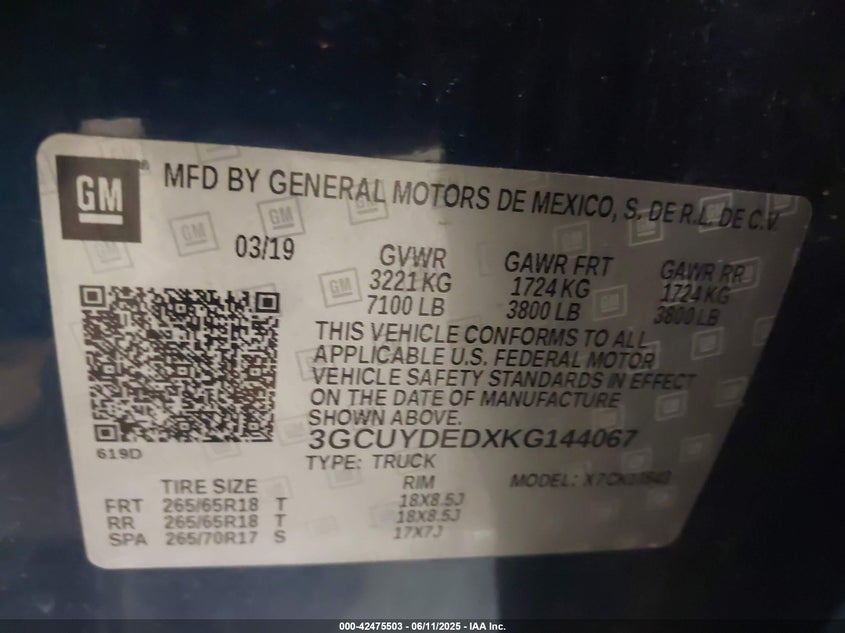 GM
MFD BY GENERAL MOTORS DE MEXICO, S. DE R.L. DE C.V.
03/19
GVWR GAWR FRT GAWR RR
3221 KG 1724 KG 1724 KG
7100 LB 3800 LB 3800 LB
THIS VEHICLE CONFORMS TO ALL
APPLICABLE U.S. FEDERAL MOTOR
VEHICLE SAFETY STANDARDS IN EFFECT
ON THE DATE OF MANUFACTURE
SHOWN ABOVE.
3GCUYDEDXKG144067
619D
TYPE: TRUCK MODEL:
TIRE SIZE RIM
FRT 265/65R18 T 18X8.5J
RR 265/65R18 T 18X8.5J
SPA 265/70R17 S 17X7J
000-42475503 - 06/11/2025 - IAA Inc.